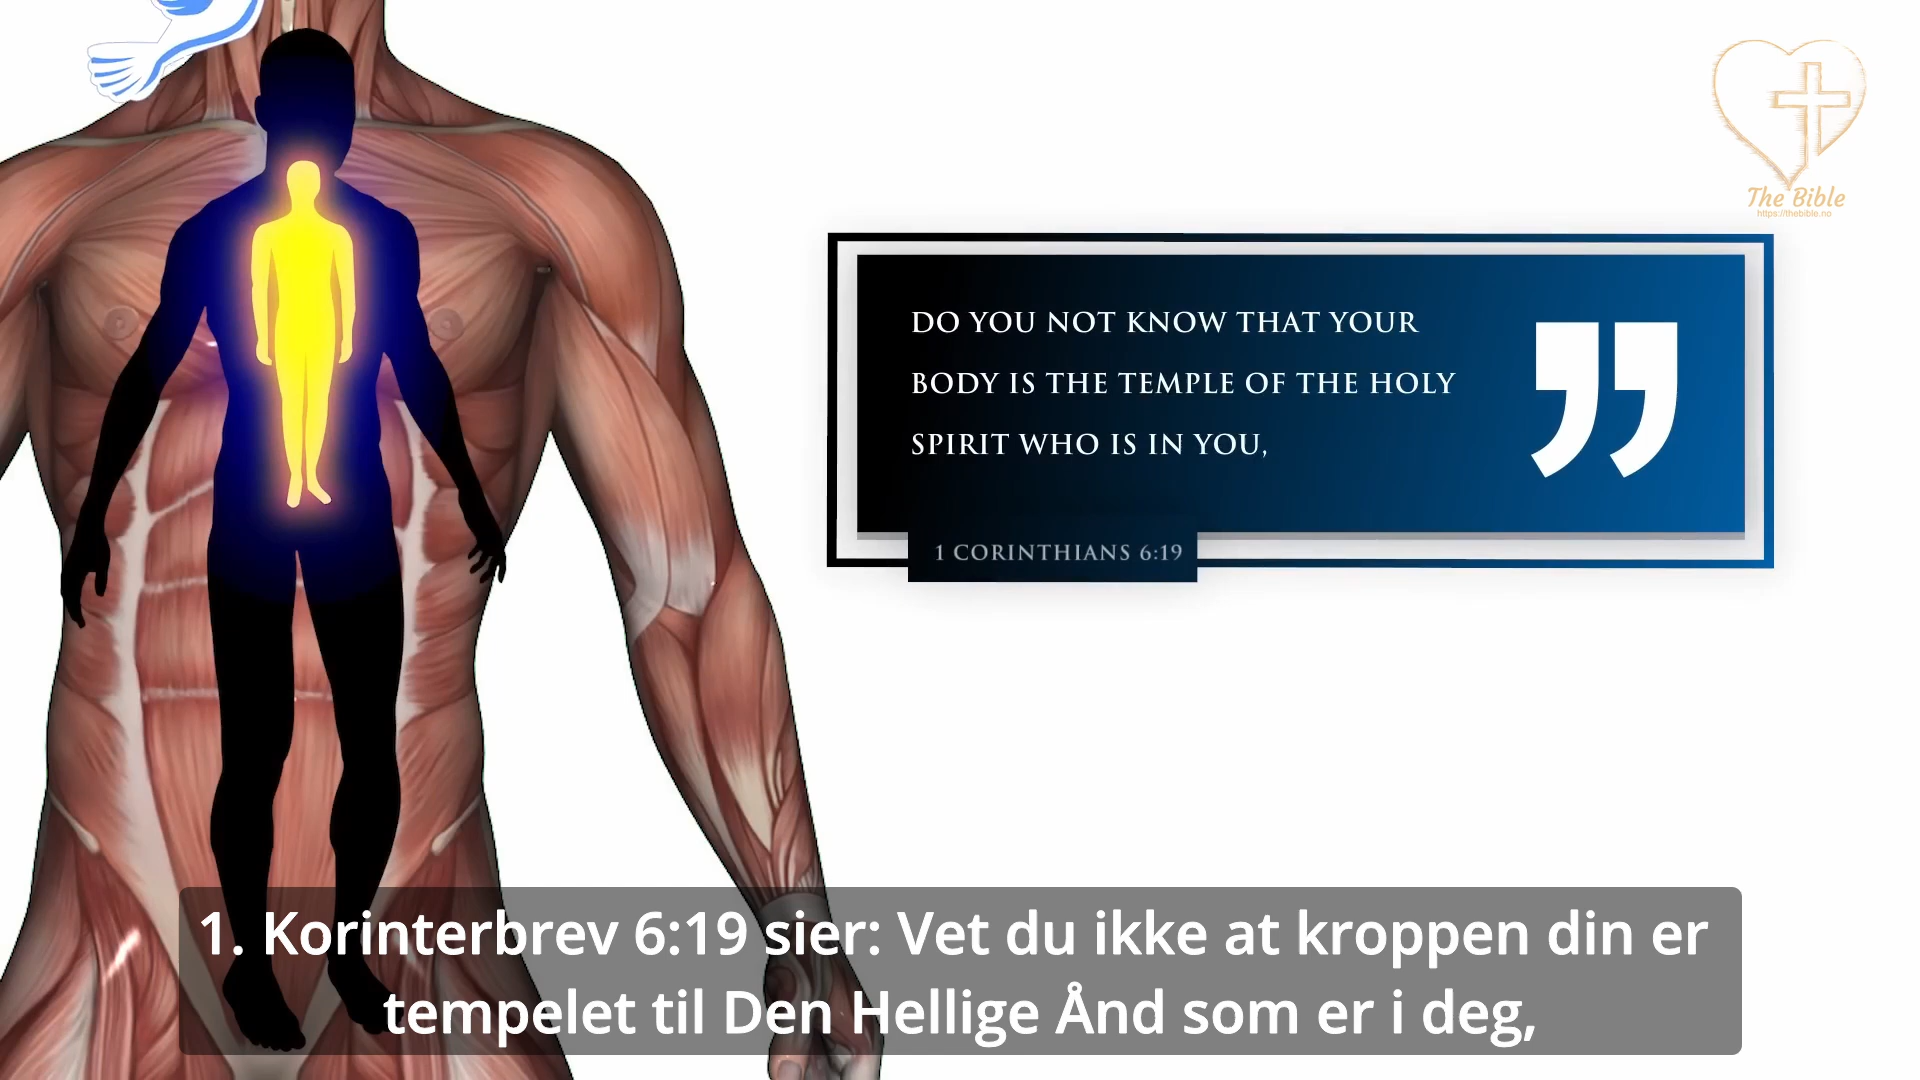 The Bible
https://thebible.no
DO YOU NOT KNOW THAT YOUR
BODY IS THE TEMPLE OF THE HOLY
SPIRIT WHO IS IN YOU,
1 CORINTHIANS 6:19
1. Korinterbrev 6:19 sier: Vet du ikke at kroppen din er
tempelet til Den Hellige Ånd som er i deg,